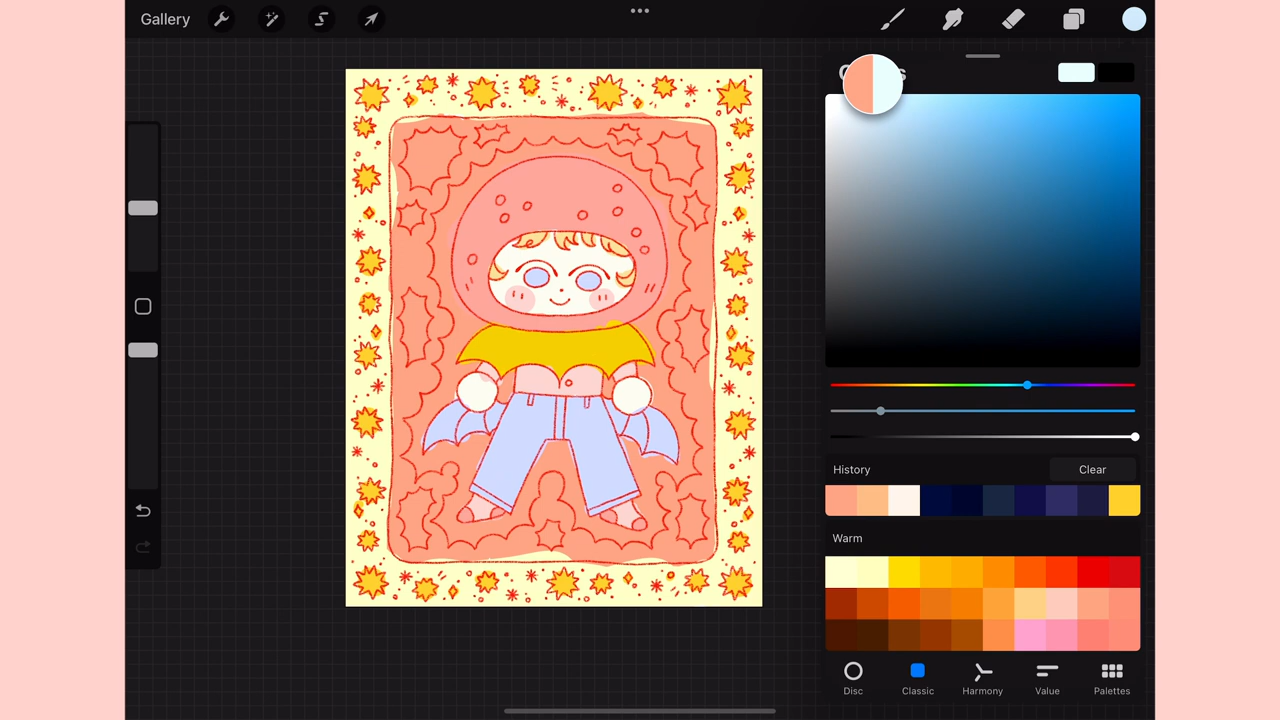 Gallery
History
Clear
Warm
Disc
Classic
Harmony
Value
Palettes